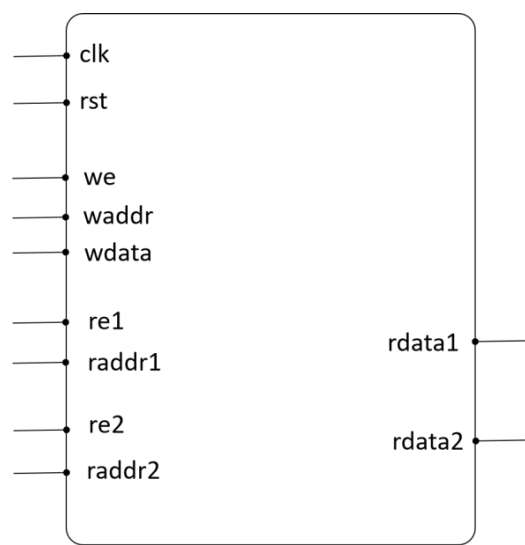 clk
rst
we
waddr
wdata
re1
raddr1
re2
raddr2
rdata1
rdata2